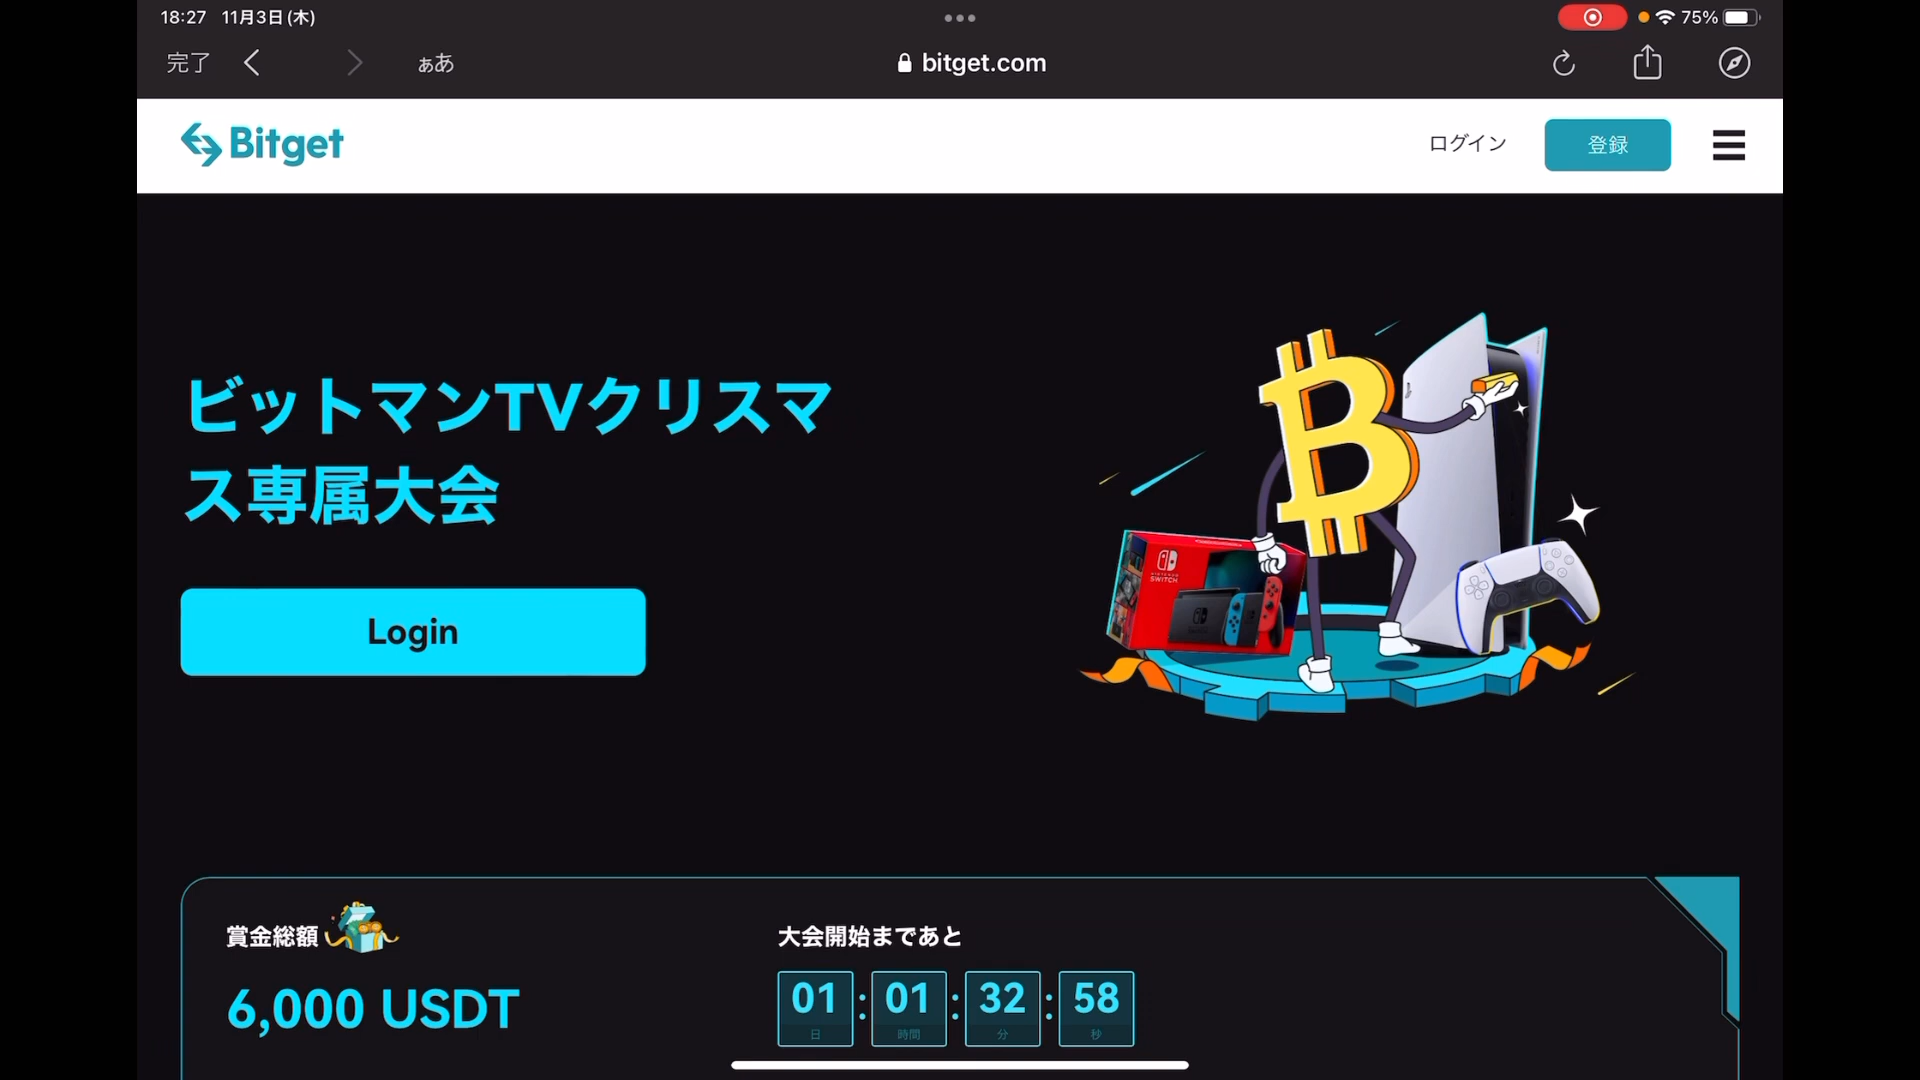 18:27 11月3日(木)
75%
完了
ぁあ
bitget.com
Bitget
ログイン
登録
ビットマンTVクリスマ
ス専属大会
Login
NINTENDO
SWITCH
賞金総額
大会開始まであと
6,000 USDT
01 : 01 : 32 : 58
日 時間 分 秒